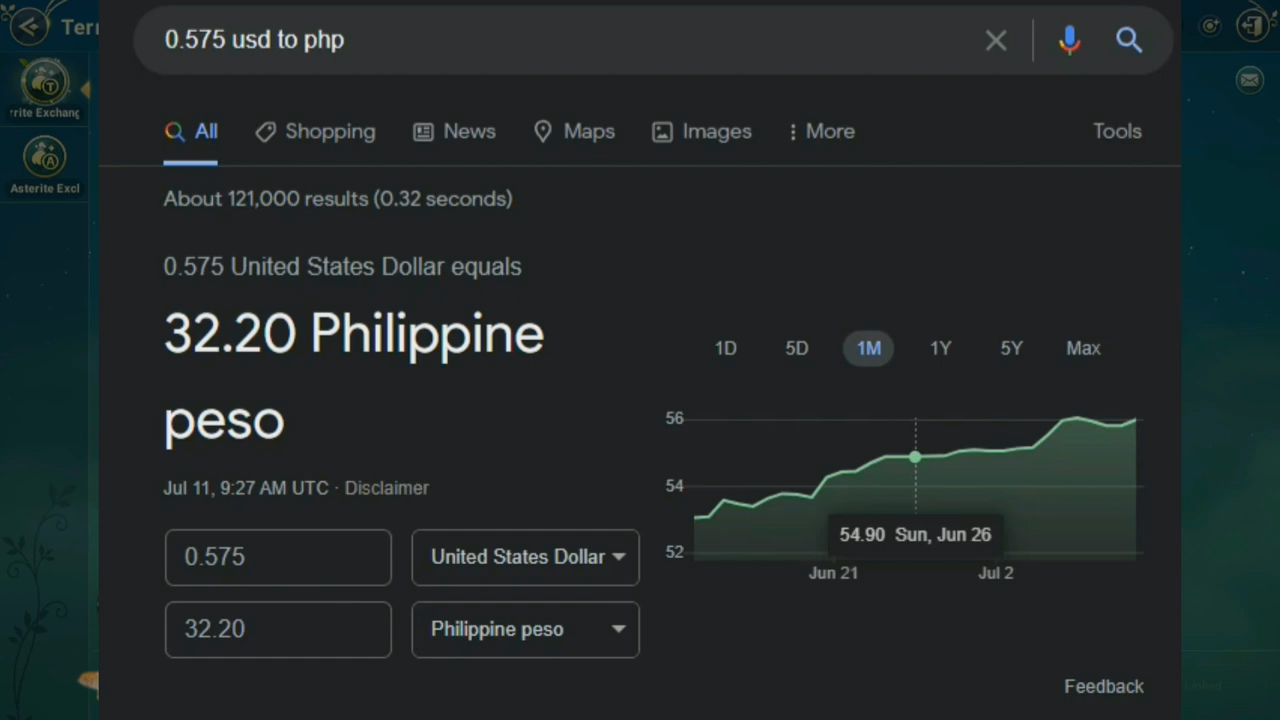 Terr
0.575 usd to php
All
Shopping
News
Maps
Images
More
Tools
rrite Exchang
Asterite Excl
About 121,000 results (0.32 seconds)
0.575 United States Dollar equals
32.20 Philippine
peso
1D 5D 1M 1Y 5Y Max
56
54
52
54.90 Sun, Jun 26
Jun 21
Jul 2
Jul 11, 9:27 AM UTC · Disclaimer
0.575
United States Dollar
32.20
Philippine peso
Feedback